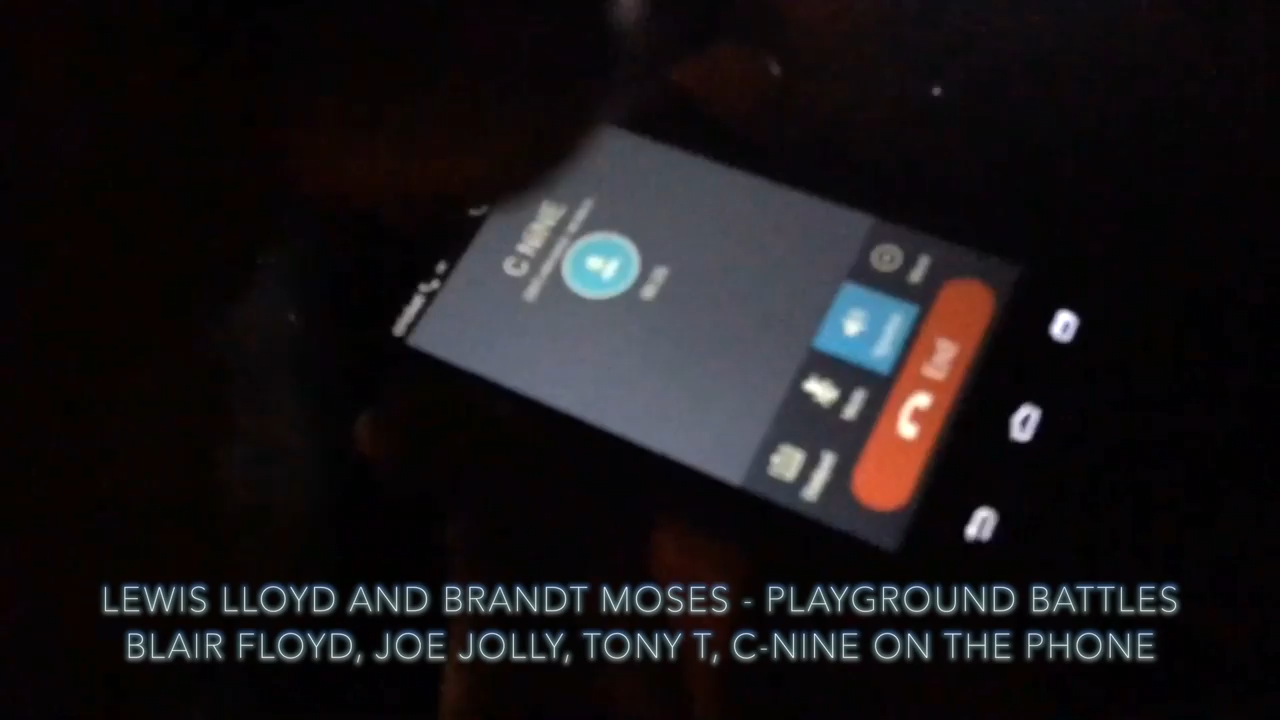 C NINE
End
LEWIS LLOYD AND BRANDT MOSES - PLAYGROUND BATTLES
BLAIR FLOYD, JOE JOLLY, TONY T, C-NINE ON THE PHONE